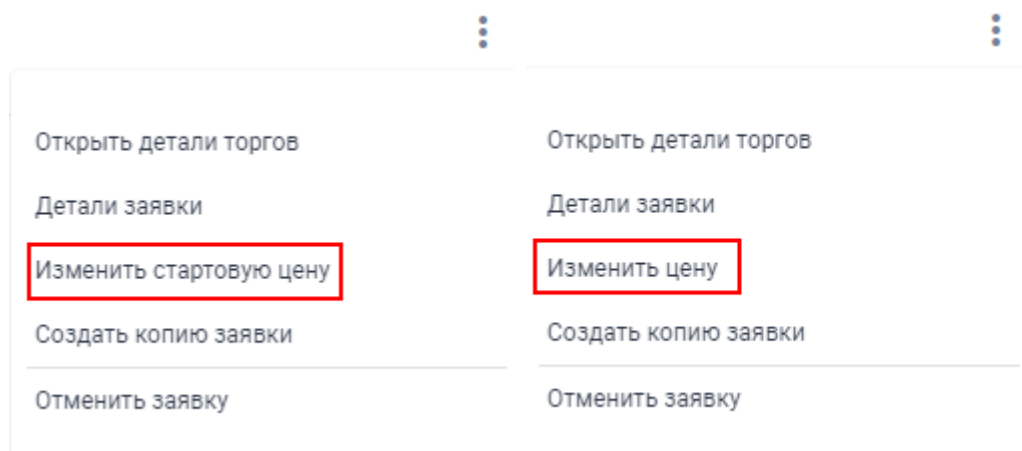 Открыть детали торгов
Детали заявки
Изменить стартовую цену
Создать копию заявки
Отменить заявку
Открыть детали торгов
Детали заявки
Изменить цену
Создать копию заявки
Отменить заявку